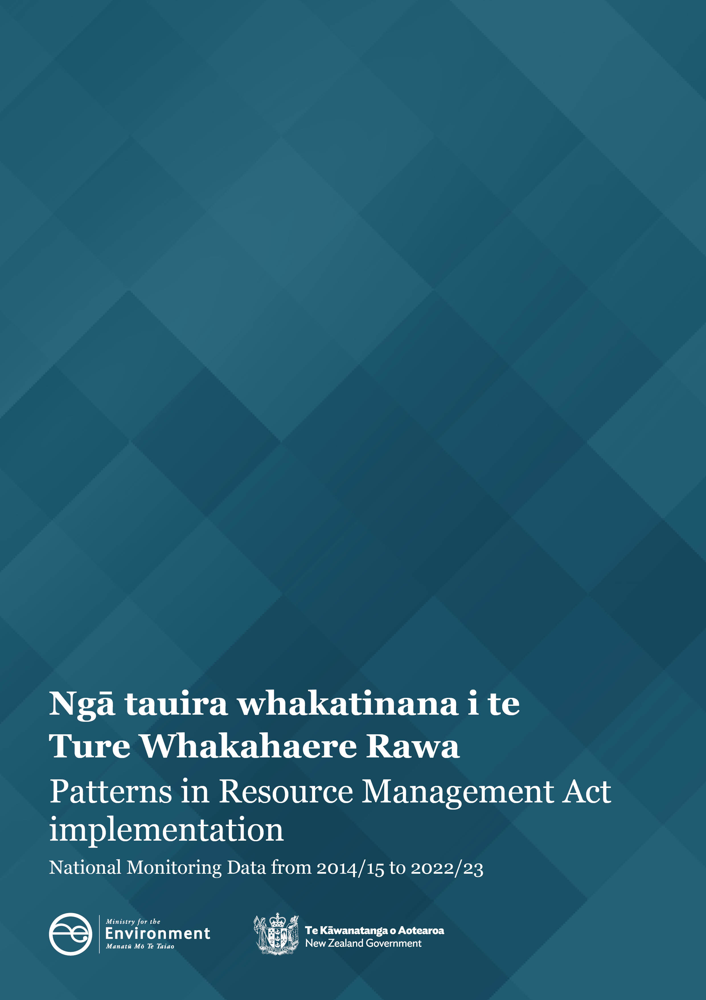 Ngā tauira whakatinana i te
Ture Whakahaere Rawa
Patterns in Resource Management Act
implementation
National Monitoring Data from 2014/15 to 2022/23
Ministry for the
Environment
Manatū Mō Te Taiao
Te Kāwanatanga o Aotearoa
New Zealand Government